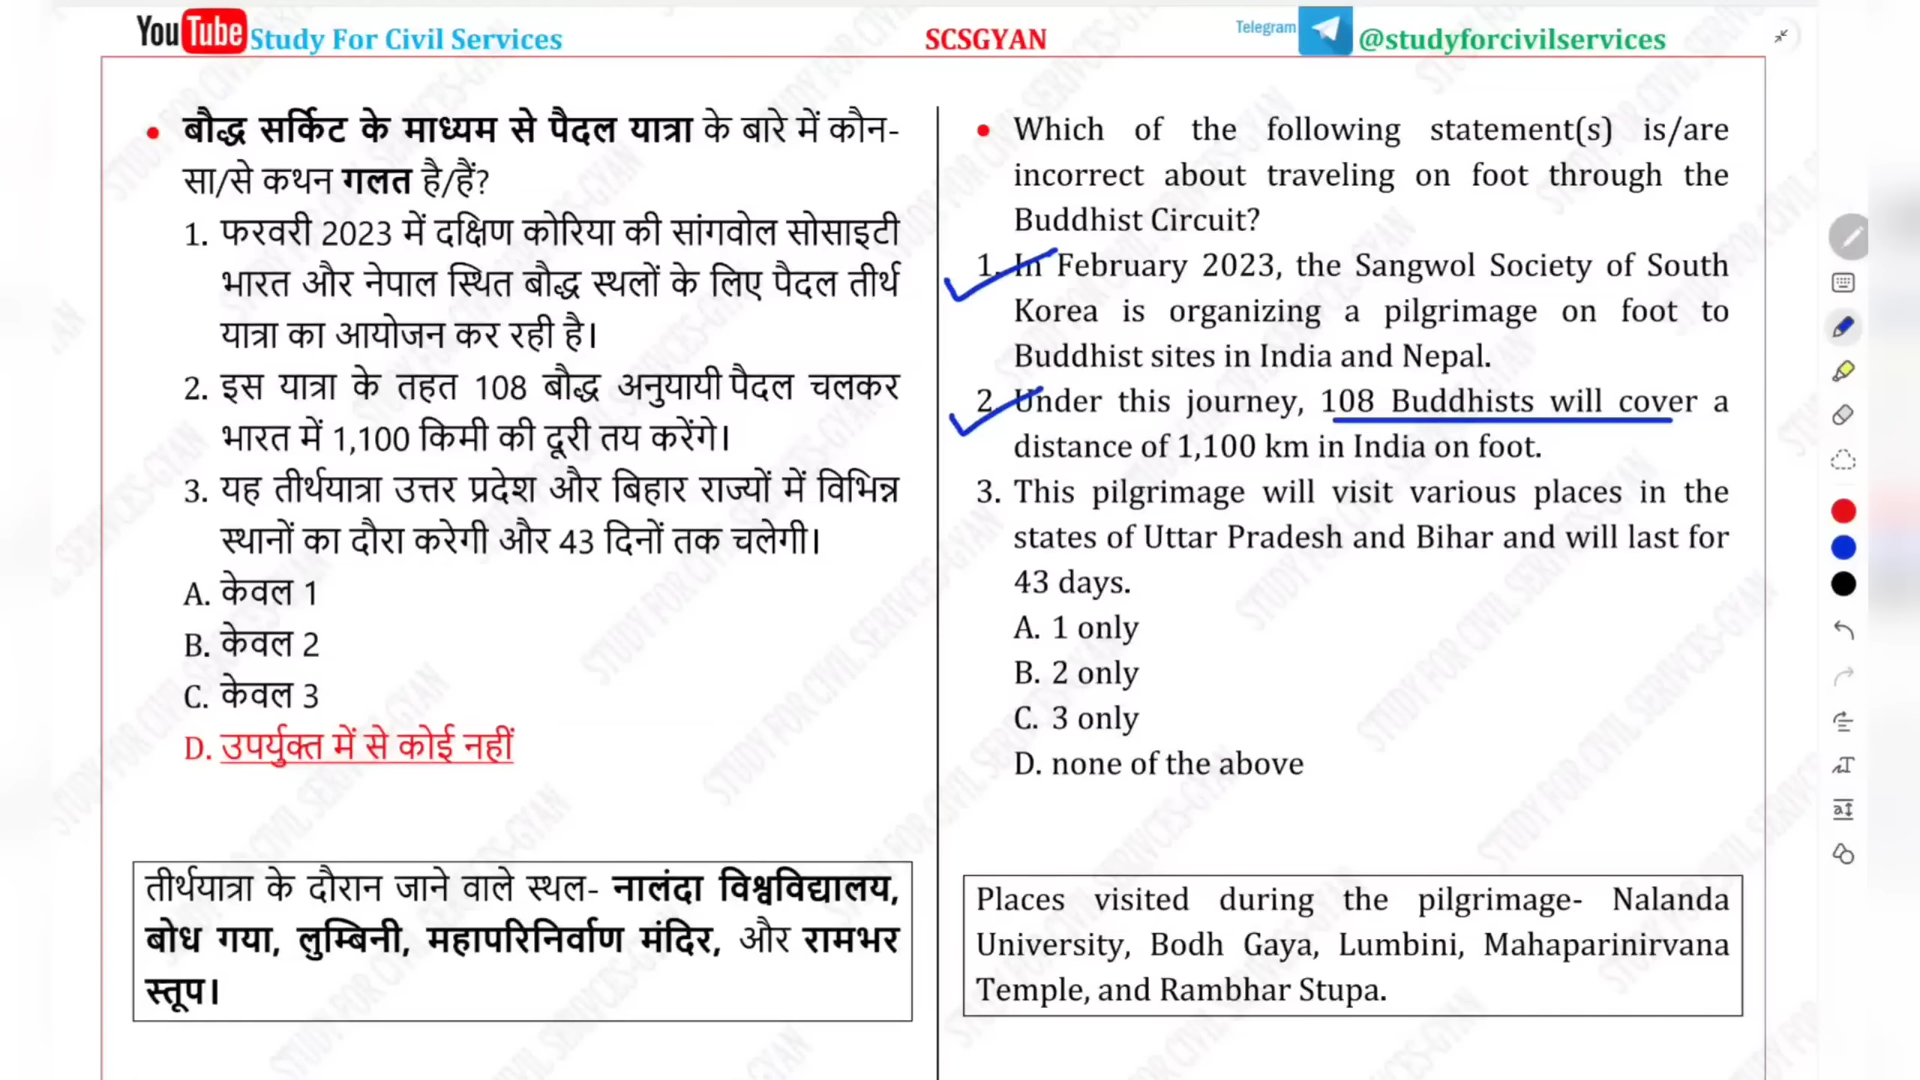 YouTube Study For Civil Services
SCSGYAN
Telegram @studyforcivilservices
• बौद्ध सर्किट के माध्यम से पैदल यात्रा के बारे में कौन-
सा/से कथन गलत है/हैं?
1. फरवरी 2023 में दक्षिण कोरिया की सांगवोल सोसाइटी
भारत और नेपाल स्थित बौद्ध स्थलों के लिए पैदल तीर्थ
यात्रा का आयोजन कर रही है।
2. इस यात्रा के तहत 108 बौद्ध अनुयायी पैदल चलकर
भारत में 1,100 किमी की दूरी तय करेंगे।
3. यह तीर्थयात्रा उत्तर प्रदेश और बिहार राज्यों में विभिन्न
स्थानों का दौरा करेगी और 43 दिनों तक चलेगी।
A. केवल 1
B. केवल 2
C. केवल 3
D. उपर्युक्त में से कोई नहीं
तीर्थयात्रा के दौरान जाने वाले स्थल- नालंदा विश्वविद्यालय,
बोध गया, लुम्बिनी, महापरिनिर्वाण मंदिर, और रामभर
स्तूप।
• Which of the following statement(s) is/are
incorrect about traveling on foot through the
Buddhist Circuit?
1. In February 2023, the Sangwol Society of South
Korea is organizing a pilgrimage on foot to
Buddhist sites in India and Nepal.
2. Under this journey, 108 Buddhists will cover a
distance of 1,100 km in India on foot.
3. This pilgrimage will visit various places in the
states of Uttar Pradesh and Bihar and will last for
43 days.
A. 1 only
B. 2 only
C. 3 only
D. none of the above
Places visited during the pilgrimage- Nalanda
University, Bodh Gaya, Lumbini, Mahaparinirvana
Temple, and Rambhar Stupa.
STUDY FOR CIVIL SERIVCES-GYAN